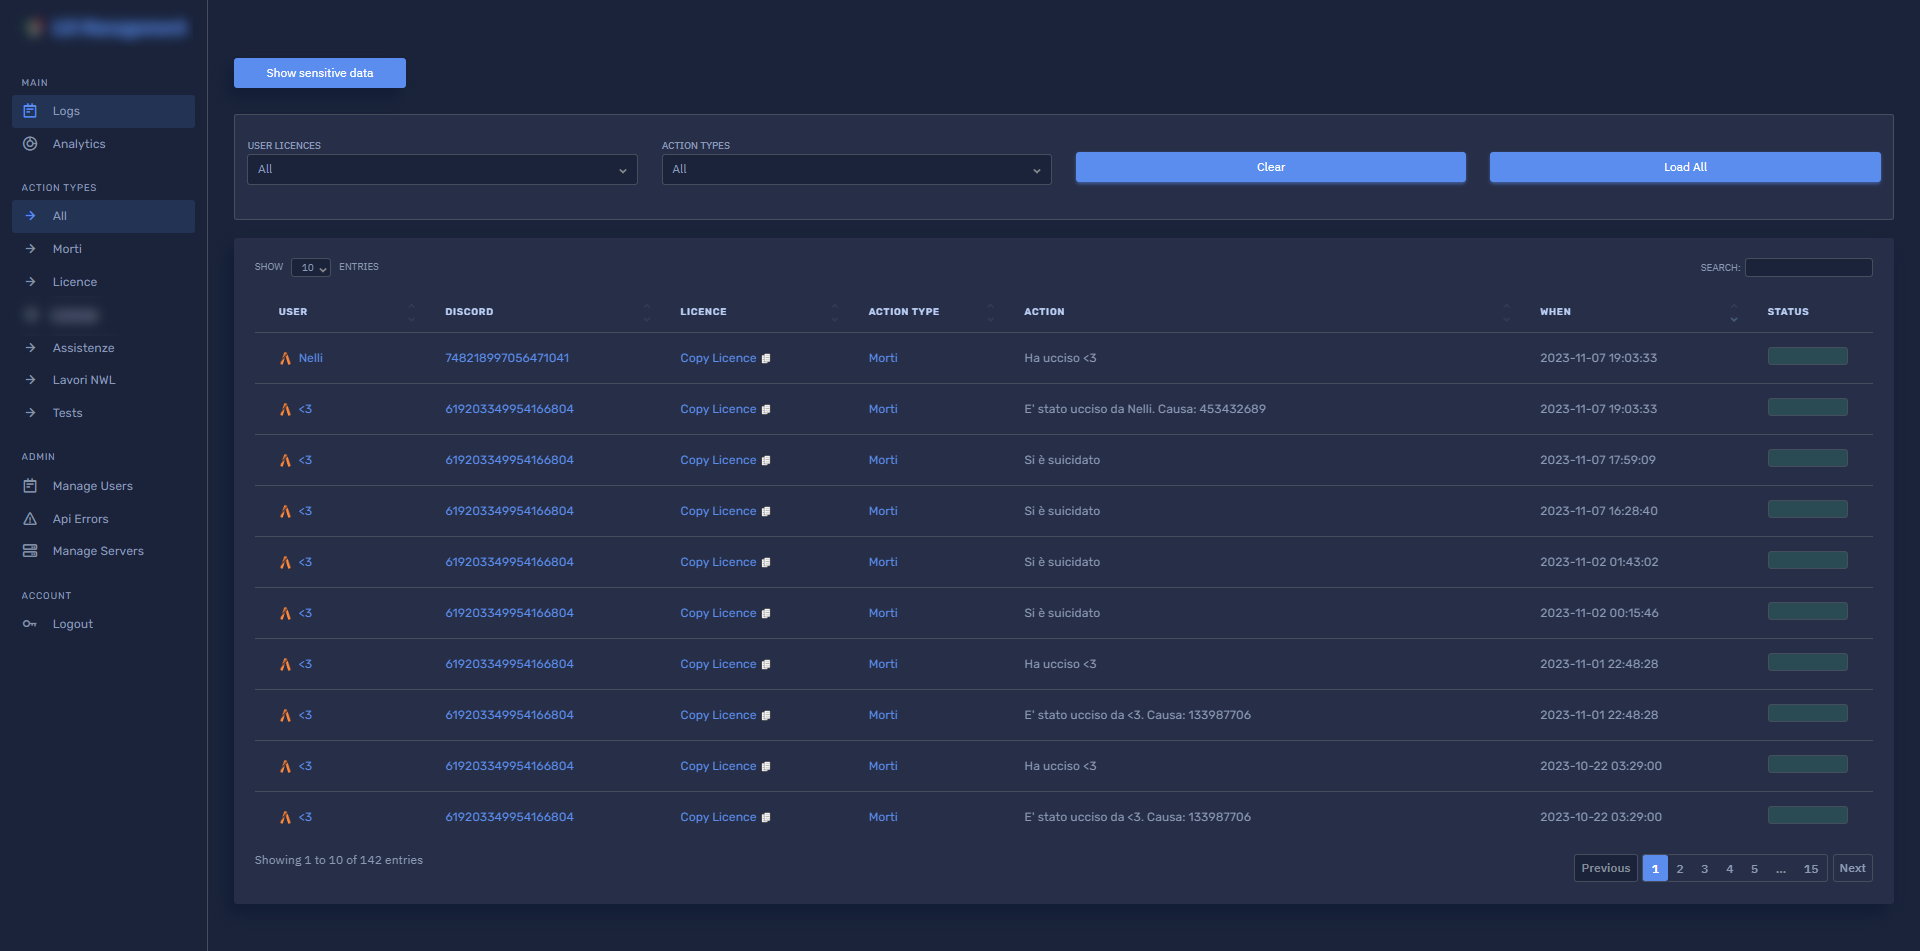 MAIN
Logs
Analytics
ACTION TYPES
All
Morti
Licence
Assistenze
Lavori NWL
Tests
ADMIN
Manage Users
Api Errors
Manage Servers
ACCOUNT
Logout
Show sensitive data
USER LICENCES
All
ACTION TYPES
All
Clear
Load All
SHOW 10 ENTRIES
SEARCH:
USER DISCORD LICENCE ACTION TYPE ACTION WHEN STATUS
Nelli 748218997056471041 Copy Licence Morti Ha ucciso <3 2023-11-07 19:03:33
<3 619203349954166804 Copy Licence Morti E' stato ucciso da Nelli. Causa: 453432689 2023-11-07 19:03:33
<3 619203349954166804 Copy Licence Morti Si è suicidato 2023-11-07 17:59:09
<3 619203349954166804 Copy Licence Morti Si è suicidato 2023-11-07 16:28:40
<3 619203349954166804 Copy Licence Morti Si è suicidato 2023-11-02 01:43:02
<3 619203349954166804 Copy Licence Morti Si è suicidato 2023-11-02 00:15:46
<3 619203349954166804 Copy Licence Morti Ha ucciso <3 2023-11-01 22:48:28
<3 619203349954166804 Copy Licence Morti E' stato ucciso da <3. Causa: 133987706 2023-11-01 22:48:28
<3 619203349954166804 Copy Licence Morti Ha ucciso <3 2023-10-22 03:29:00
<3 619203349954166804 Copy Licence Morti E' stato ucciso da <3. Causa: 133987706 2023-10-22 03:29:00
Showing 1 to 10 of 142 entries
Previous 1 2 3 4 5 ... 15 Next